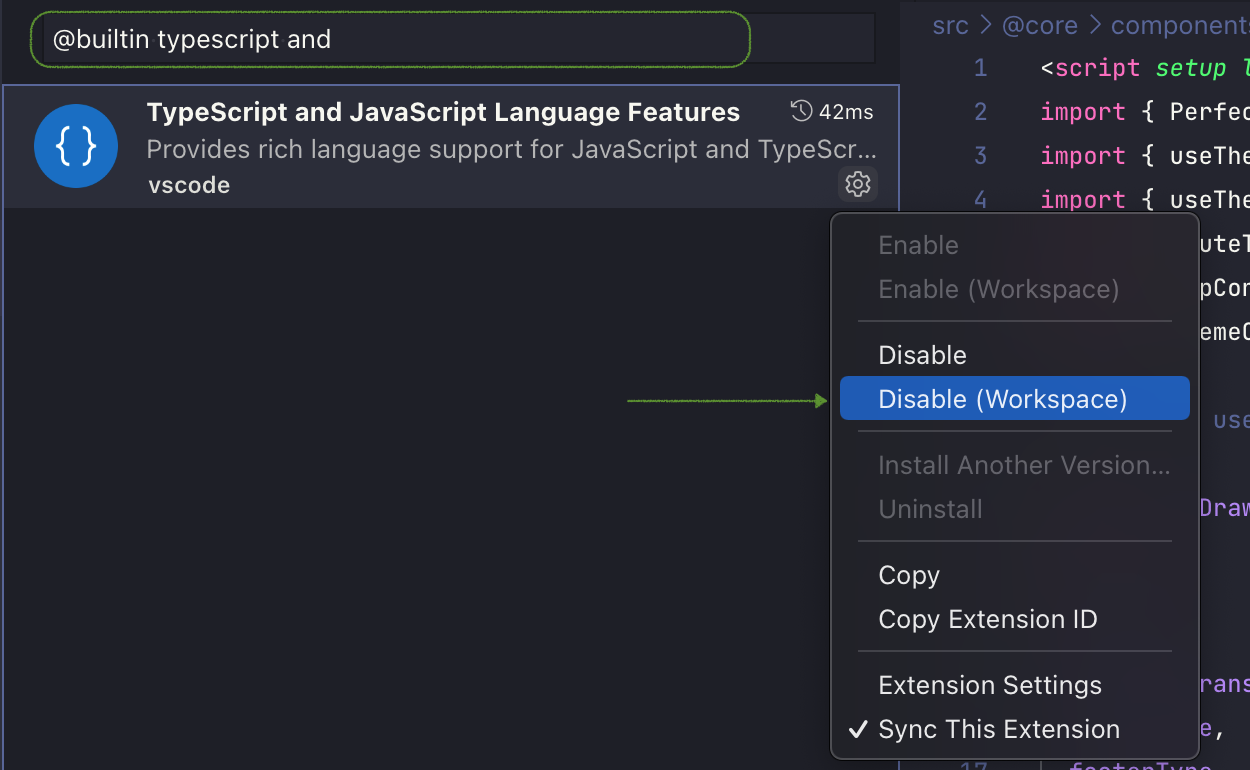 @builtin typescript and
TypeScript and JavaScript Language Features
42ms
Provides rich language support for JavaScript and TypeScr...
vscode
Enable
Enable (Workspace)
Disable
Disable (Workspace)
Install Another Version...
Uninstall
Copy
Copy Extension ID
Extension Settings
✓ Sync This Extension
src > @core > components
1 <script setup l
2 import { Perfec
3 import { useThe
4 import { useThe
uteT
pCor
use
Draw
rans
e,
17